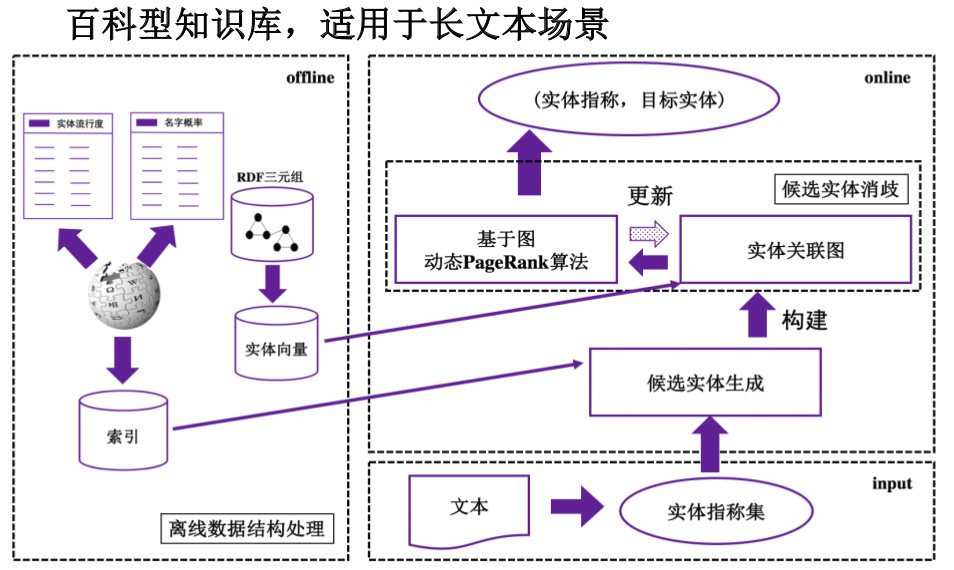 百科型知识库，适用于长文本场景
offline
实体流行度
名字概率
RDF三元组
实体向量
索引
离线数据结构处理
online
(实体指称，目标实体)
候选实体消歧
更新
基于图
动态PageRank算法
实体关联图
构建
候选实体生成
input
文本
实体指称集